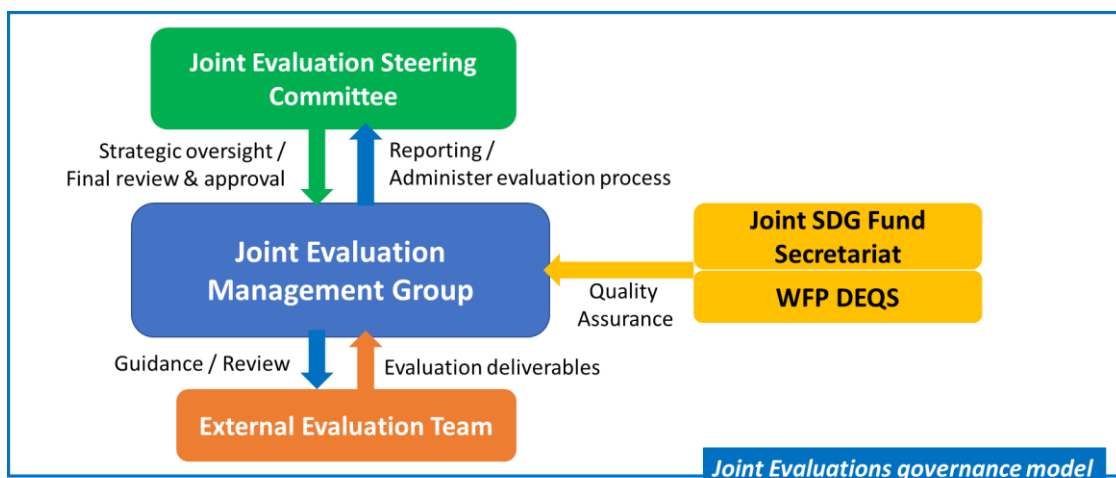 Joint Evaluation Steering
Committee
Strategic oversight /
Final review & approval
Reporting /
Administer evaluation process
Joint Evaluation
Management Group
Joint SDG Fund
Secretariat
WFP DEQS
Quality
Assurance
Guidance / Review
Evaluation deliverables
External Evaluation Team
Joint Evaluations governance model